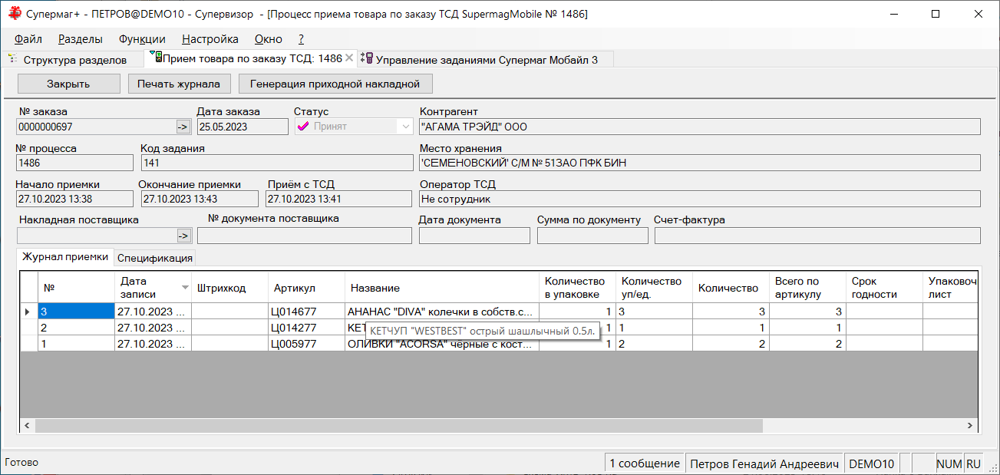 Супермаг+ - ПЕТРОВ@DEMO10 - Супервизор - [Процесс приема товара по заказу ТСД SupermagMobile № 1486]
Файл Разделы Функции Настройка Окно ?
Структура разделов Прием товара по заказу ТСД: 1486 Управление заданиями Супермаг Мобайл 3
Закрыть Печать журнала Генерация приходной накладной
№ заказа Дата заказа Статус Контрагент
0000000697 -> 25.05.2023 Принят "АГАМА ТРЭЙД" ООО
№ процесса Код задания Место хранения
1486 141 'СЕМЕНОВСКИЙ' С/М № 51ЗАО ПФК БИН
Начало приемки Окончание приемки Приём с ТСД Оператор ТСД
27.10.2023 13:38 27.10.2023 13:43 27.10.2023 13:41 Не сотрудник
Накладная поставщика № документа поставщика Дата документа Сумма по документу Счет-фактура
->
Журнал приемки Спецификация
№ Дата записи Штрихкод Артикул Название Количество в упаковке Количество уп/ед. Количество Всего по артикулу Срок годности Упаковоч лист
3 27.10.2023 ... Ц014677 АНАНАС "DIVA" колечки в собств.с... 1 3 3 3
2 27.10.2023 ... Ц014277 КЕТ 1 1 1 1
КЕТЧУП "WESTBEST" острый шашлычный 0.5л.
1 27.10.2023 ... Ц005977 ОЛИВКИ "ACORSA" чёрные с кост... 1 2 2 2
Готово 1 сообщение Петров Генадий Андреевич DEMO10 NUM RU